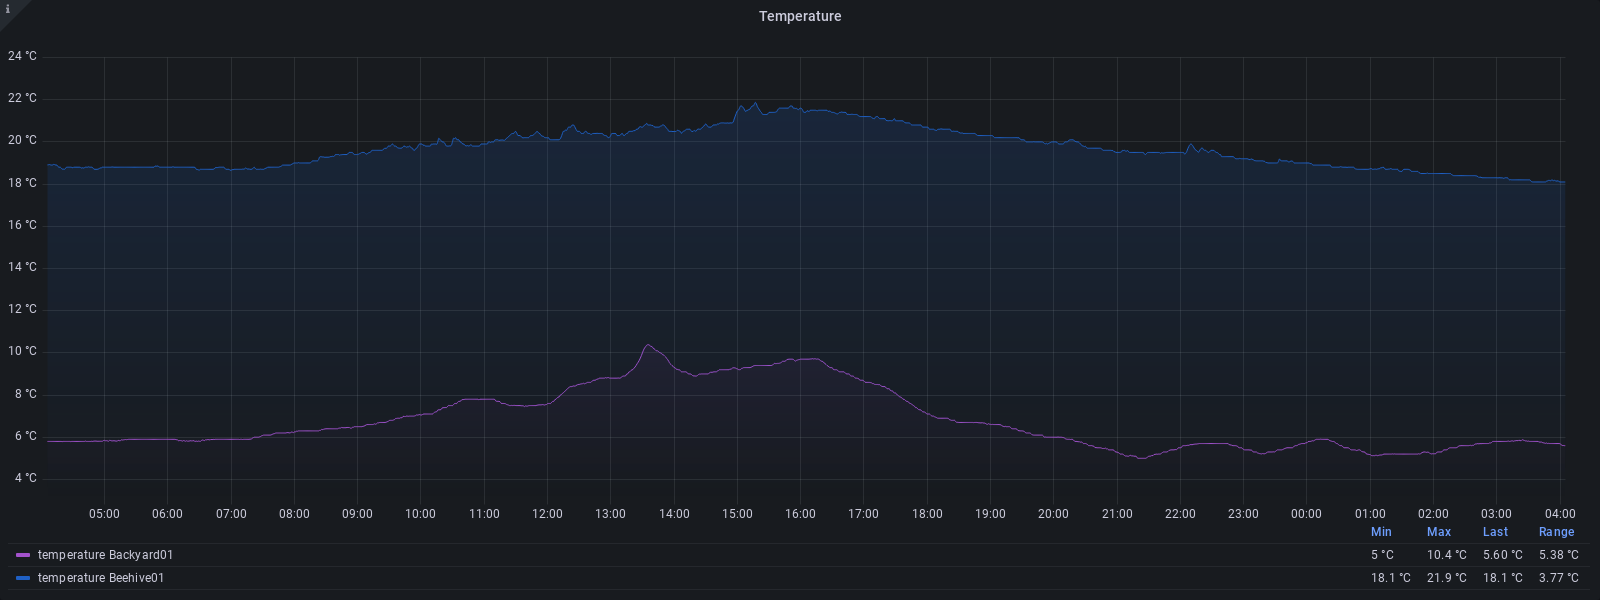 i
Temperature
24 °C
22 °C
20 °C
18 °C
16 °C
14 °C
12 °C
10 °C
8 °C
6 °C
4 °C
05:00 06:00 07:00 08:00 09:00 10:00 11:00 12:00 13:00 14:00 15:00 16:00 17:00 18:00 19:00 20:00 21:00 22:00 23:00 00:00 01:00 02:00 03:00 04:00
Min Max Last Range
temperature Backyard01 5 °C 10.4 °C 5.60 °C 5.38 °C
temperature Beehive01 18.1 °C 21.9 °C 18.1 °C 3.77 °C